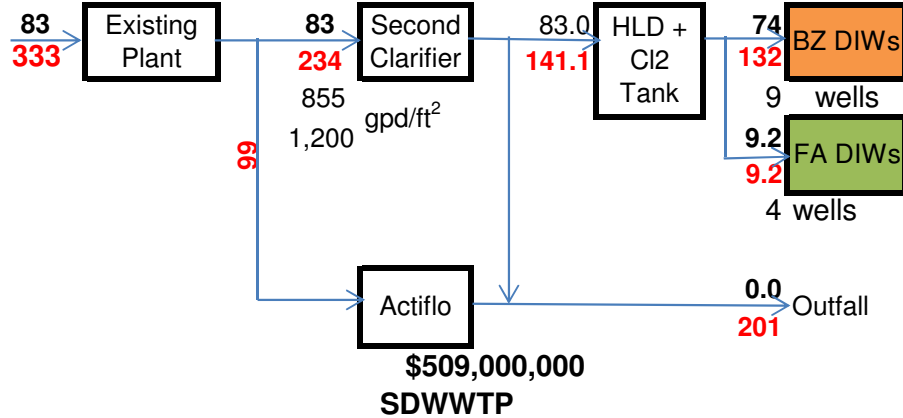 83
333
Existing
Plant
83
234
855
1,200
gpd/ft²
Second
Clarifier
83.0
141.1
HLD +
Cl2
Tank
74
132
BZ DIWs
9 wells
9.2
9.2
FA DIWs
4 wells
99
Actiflo
0.0
201
Outfall
$509,000,000
SDWWTP